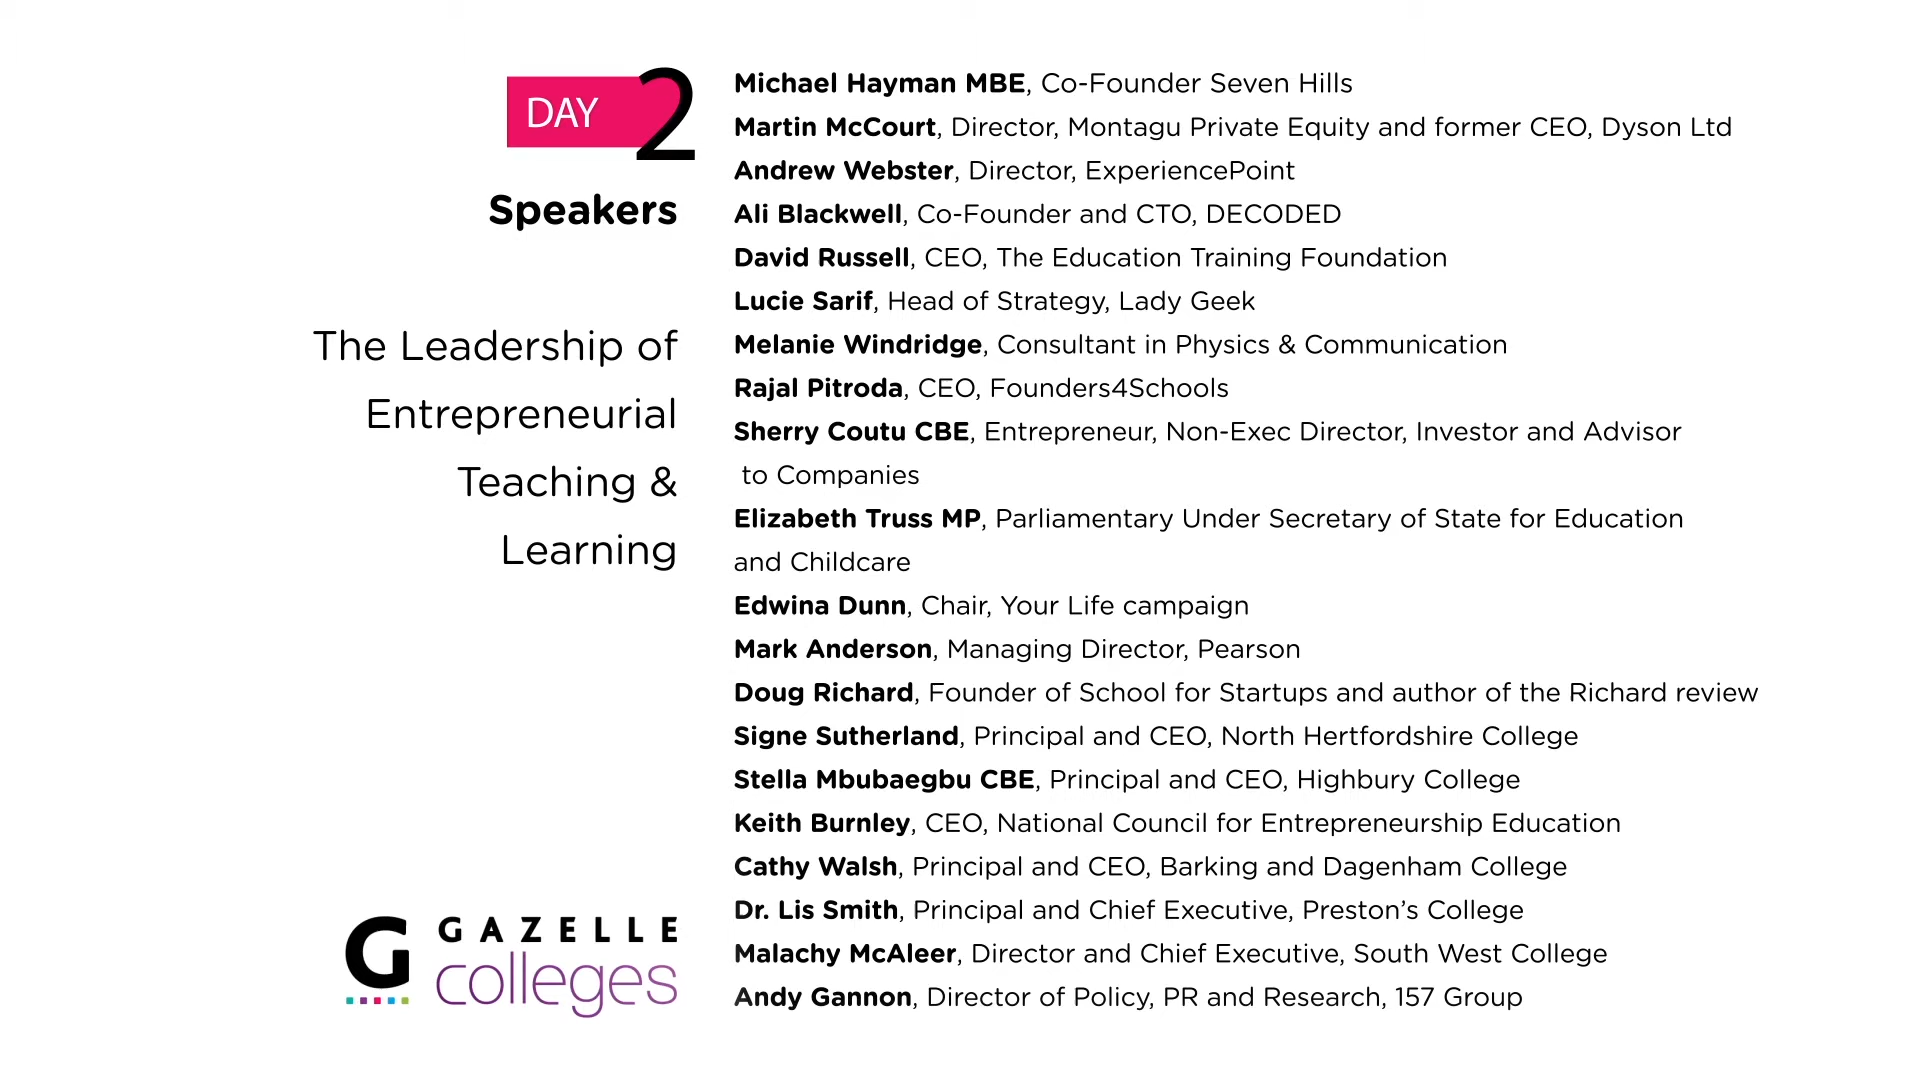 DAY 2
Speakers
The Leadership of
Entrepreneurial
Teaching &
Learning
GAZELLE
colleges
Michael Hayman MBE, Co-Founder Seven Hills
Martin McCourt, Director, Montagu Private Equity and former CEO, Dyson Ltd
Andrew Webster, Director, ExperiencePoint
Ali Blackwell, Co-Founder and CTO, DECODED
David Russell, CEO, The Education Training Foundation
Lucie Sarif, Head of Strategy, Lady Geek
Melanie Windridge, Consultant in Physics & Communication
Rajal Pitroda, CEO, Founders4Schools
Sherry Coutu CBE, Entrepreneur, Non-Exec Director, Investor and Advisor
to Companies
Elizabeth Truss MP, Parliamentary Under Secretary of State for Education
and Childcare
Edwina Dunn, Chair, Your Life campaign
Mark Anderson, Managing Director, Pearson
Doug Richard, Founder of School for Startups and author of the Richard review
Signe Sutherland, Principal and CEO, North Hertfordshire College
Stella Mbubaegbu CBE, Principal and CEO, Highbury College
Keith Burnley, CEO, National Council for Entrepreneurship Education
Cathy Walsh, Principal and CEO, Barking and Dagenham College
Dr. Lis Smith, Principal and Chief Executive, Preston’s College
Malachy McAleer, Director and Chief Executive, South West College
Andy Gannon, Director of Policy, PR and Research, 157 Group